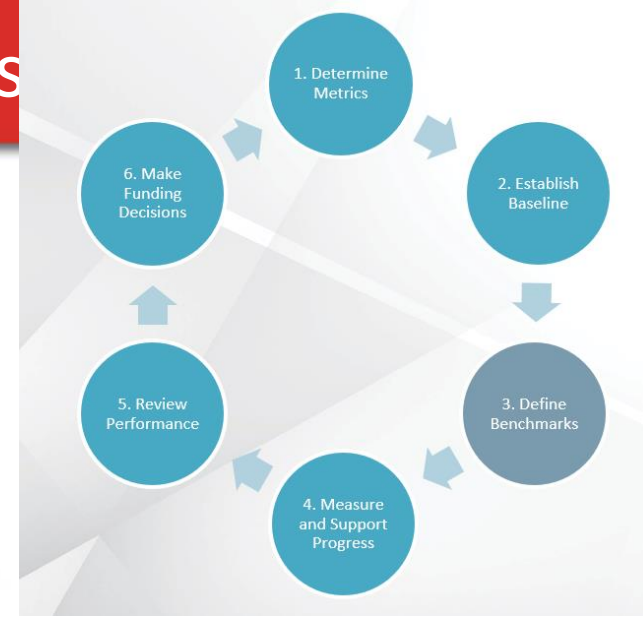 s
1. Determine
Metrics
2. Establish
Baseline
3. Define
Benchmarks
4. Measure
and Support
Progress
5. Review
Performance
6. Make
Funding
Decisions